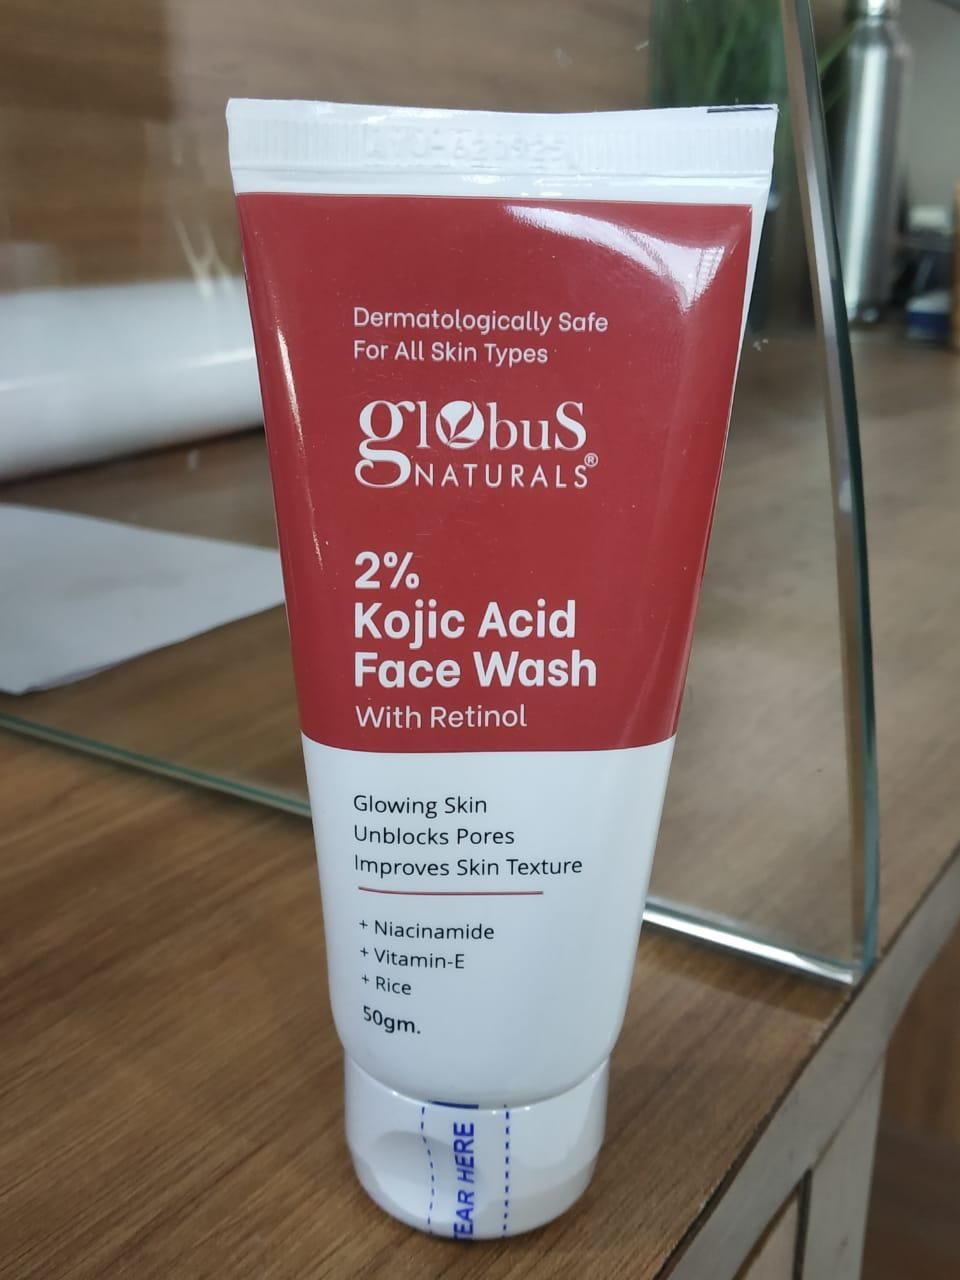 Dermatologically Safe
For All Skin Types
globus
NATURALS®
2%
Kojic Acid
Face Wash
With Retinol
Glowing Skin
Unblocks Pores
Improves Skin Texture
+ Niacinamide
+ Vitamin-E
+ Rice
50gm.
TEAR HERE